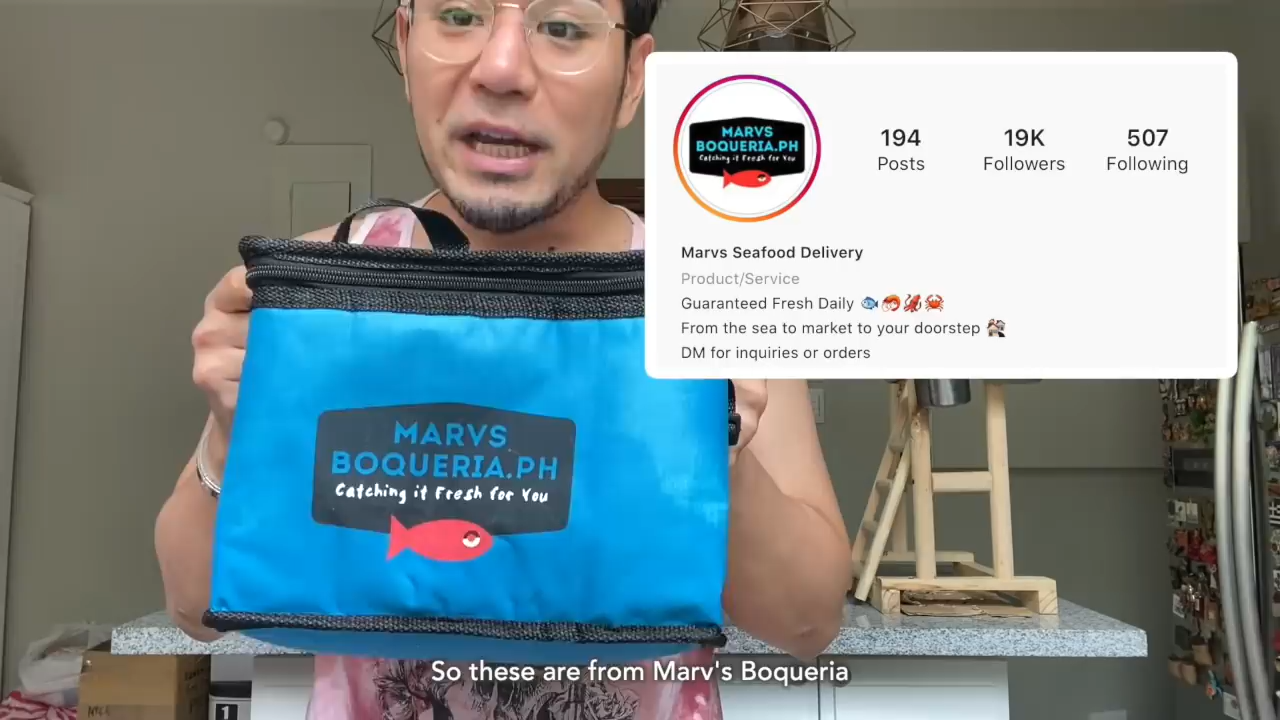 MARVS
BOQUERIA.PH
Catching it Fresh for You
194
Posts
19K
Followers
507
Following
Marvs Seafood Delivery
Product/Service
Guaranteed Fresh Daily 🐟🦐🦑🦀
From the sea to market to your doorstep
DM for inquiries or orders
MARVS
BOQUERIA.PH
Catching it Fresh for You
So these are from Marv's Boqueria
1